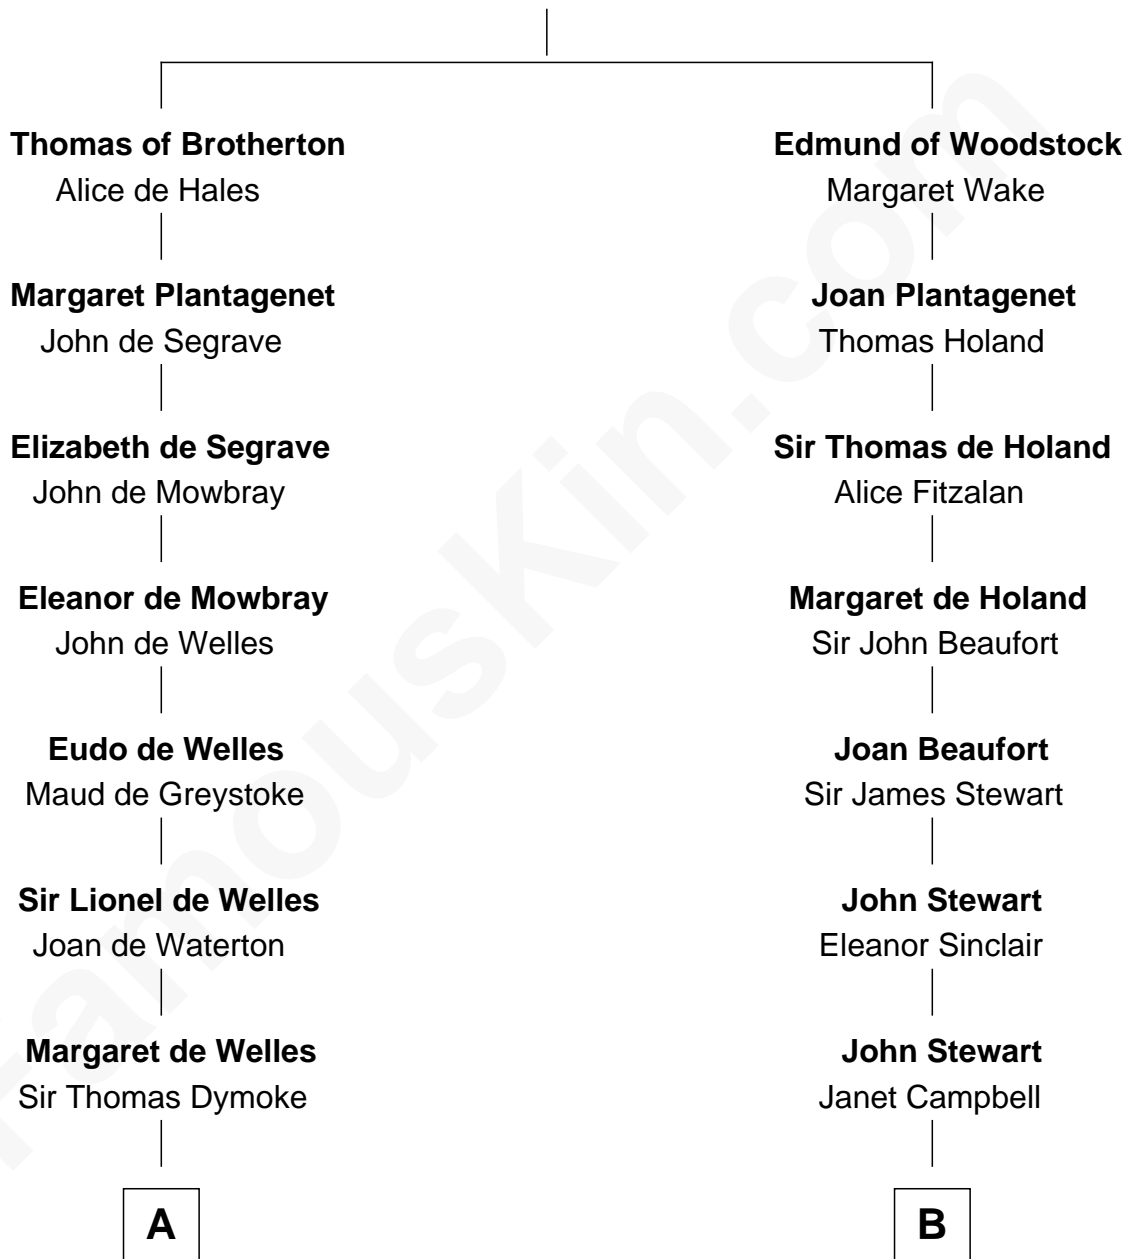 Thomas of Brotherton
Alice de Hales
Margaret Plantagenet
John de Segrave
Elizabeth de Segrave
John de Mowbray
Eleanor de Mowbray
John de Welles
Eudo de Welles
Maud de Greystoke
Sir Lionel de Welles
Joan de Waterton
Margaret de Welles
Sir Thomas Dymoke
A
Edmund of Woodstock
Margaret Wake
Joan Plantagenet
Thomas Holand
Sir Thomas de Holand
Alice Fitzalan
Margaret de Holand
Sir John Beaufort
Joan Beaufort
Sir James Stewart
John Stewart
Eleanor Sinclair
John Stewart
Janet Campbell
B
FamousKin.com